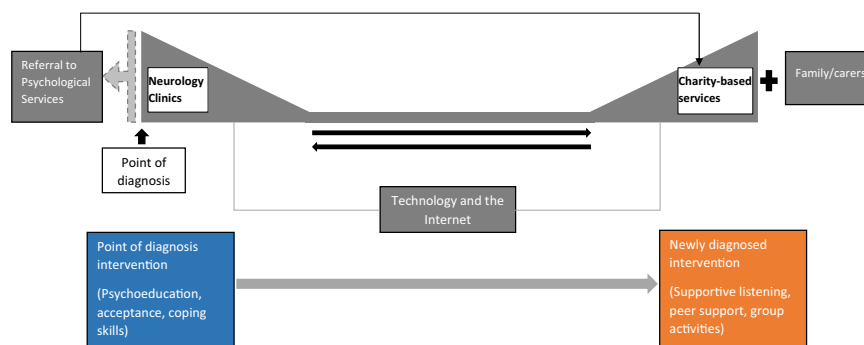 Referral to
Psychological
Services
Neurology
Clinics
Charity-based
services
Family/carers
Point of
diagnosis
Technology and the
Internet
Point of diagnosis
intervention
(Psychoeducation,
acceptance, coping
skills)
Newly diagnosed
intervention
(Supportive listening,
peer support, group
activities)